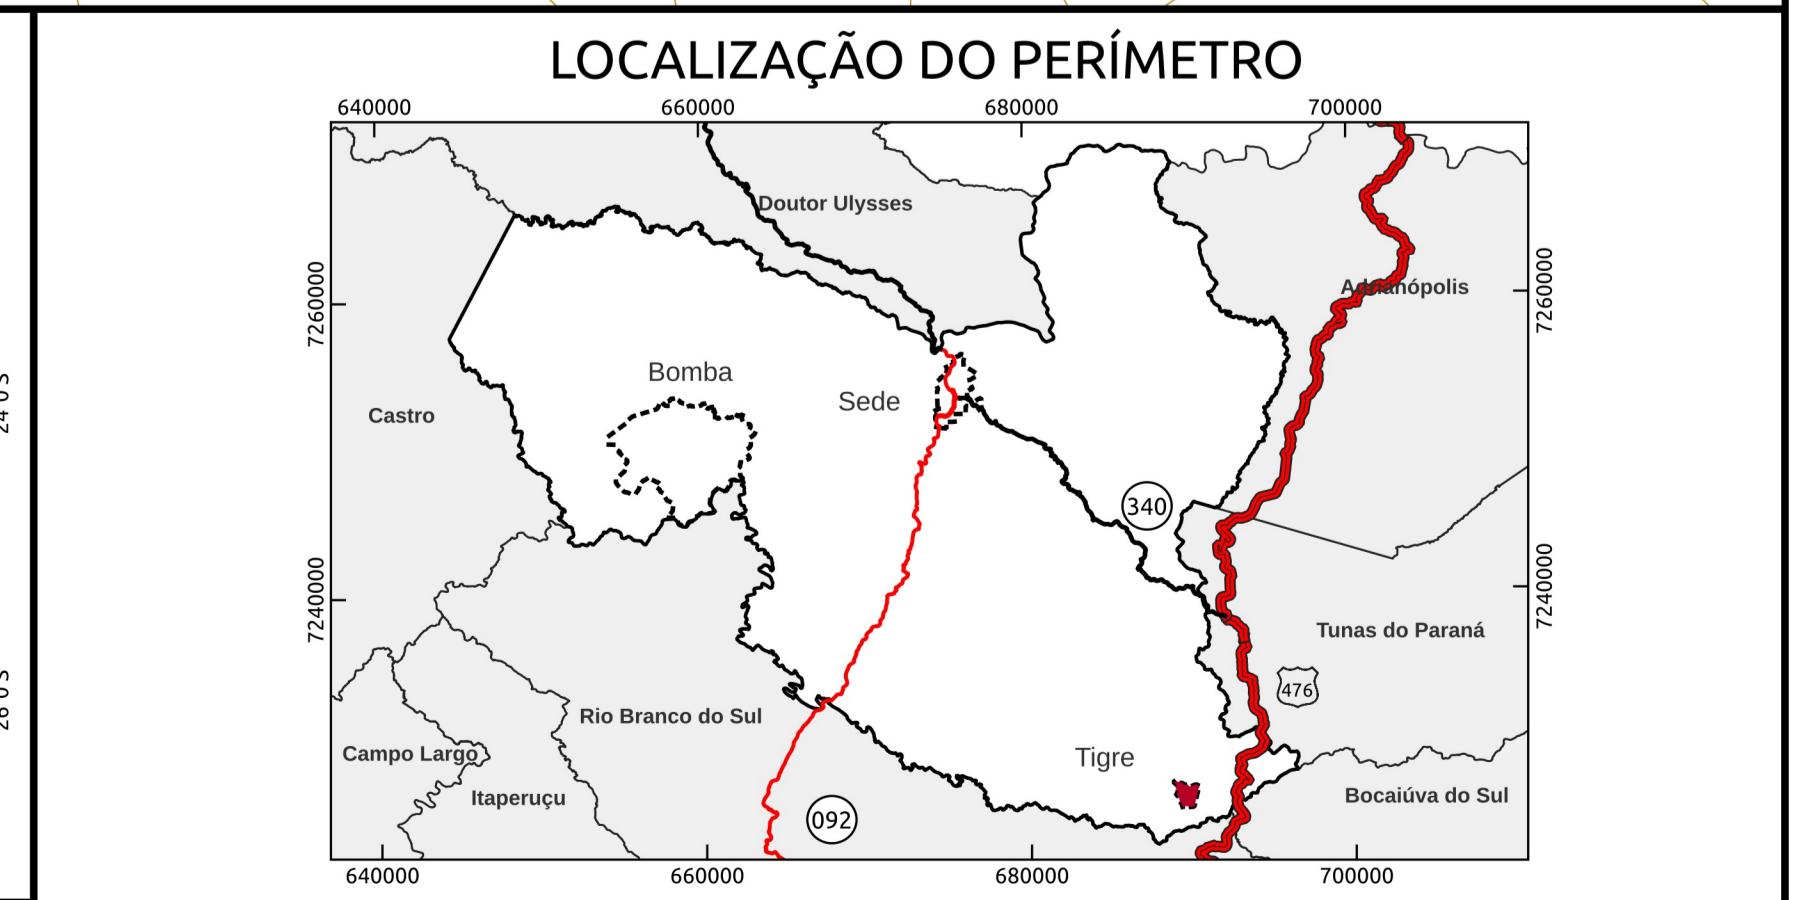 LOCALIZAÇÃO DO PERÍMETRO
640000 660000 680000 700000
Doutor Ulysses
7260000
7260000
Adrianópolis
Bomba
Sede
Castro
340
7240000
7240000
Tunas do Paraná
476
Rio Branco do Sul
Campo Largo
Tigre
Itaperuçu
Bocaiúva do Sul
092
640000 660000 680000 700000